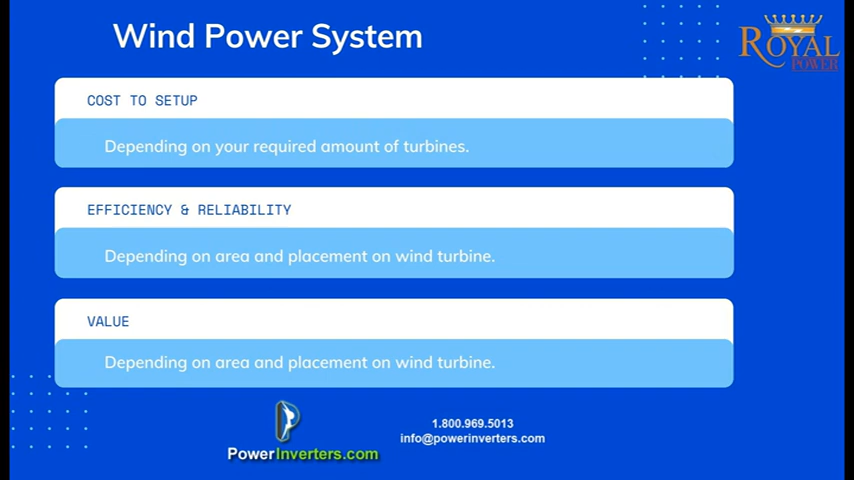 Wind Power System
ROYAL
POWER
COST TO SETUP
Depending on your required amount of turbines.
EFFICIENCY & RELIABILITY
Depending on area and placement on wind turbine.
VALUE
Depending on area and placement on wind turbine.
PowerInverters.com
1.800.969.5013
info@powerinverters.com